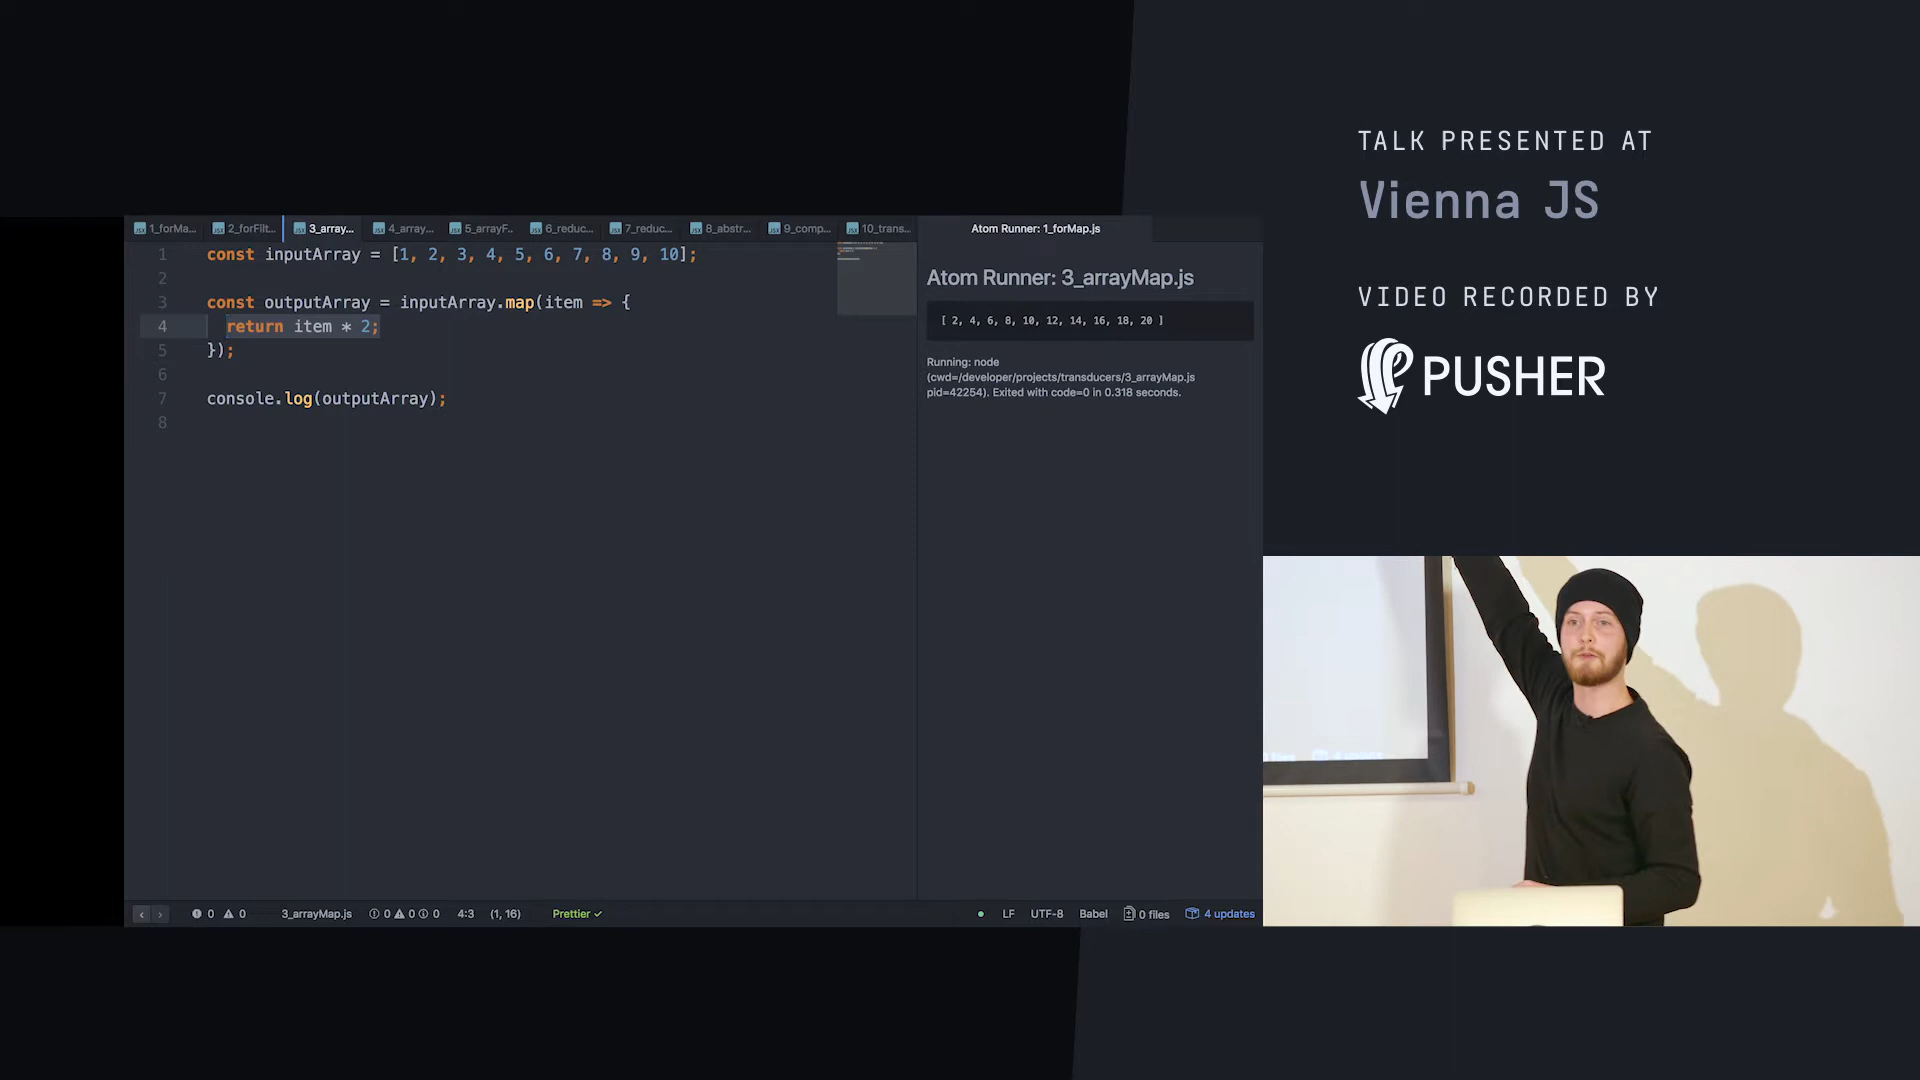 TALK PRESENTED AT
Vienna JS
VIDEO RECORDED BY
PUSHER
1_forMa... 2_forFilt... 3_array... 4_array... 5_arrayF... 6_reduc... 7_reduc... 8_abstr... 9_comp... 10_trans...
1 const inputArray = [1, 2, 3, 4, 5, 6, 7, 8, 9, 10];
2
3 const outputArray = inputArray.map(item => {
4 return item * 2;
5 });
6
7 console.log(outputArray);
8
Atom Runner: 1_forMap.js
Atom Runner: 3_arrayMap.js
[ 2, 4, 6, 8, 10, 12, 14, 16, 18, 20 ]
Running: node
(cwd=/developer/projects/transducers/3_arrayMap.js
pid=42254). Exited with code=0 in 0.318 seconds.
0 0 3_arrayMap.js 0 0 0 4:3 (1, 16) Prettier ✓ LF UTF-8 Babel 0 files 4 updates